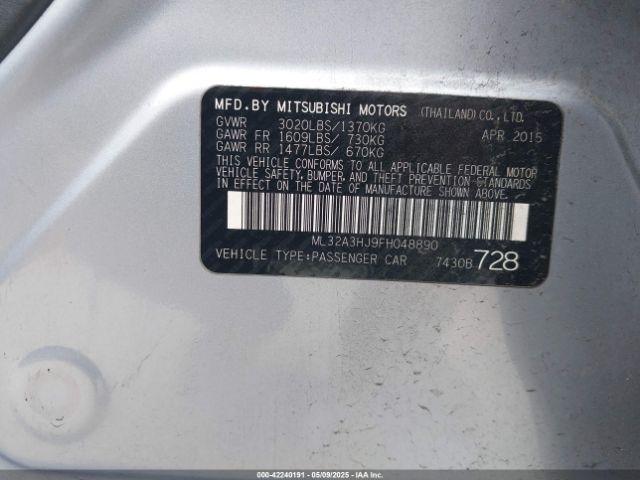 MFD.BY MITSUBISHI MOTORS (THAILAND) CO., LTD.
GVWR 3020LBS/1370KG APR. 2015
GAWR FR 1609LBS/ 730KG
GAWR RR 1477LBS/ 670KG
THIS VEHICLE CONFORMS TO ALL APPLICABLE FEDERAL MOTOR
VEHICLE SAFETY, BUMPER, AND THEFT PREVENTION STANDARDS
IN EFFECT ON THE DATE OF MANUFACTURE SHOWN ABOVE.
ML32A3HJ9FH048890
VEHICLE TYPE:PASSENGER CAR 7430B 728
000-42240191 - 05/09/2025 - IAA Inc.